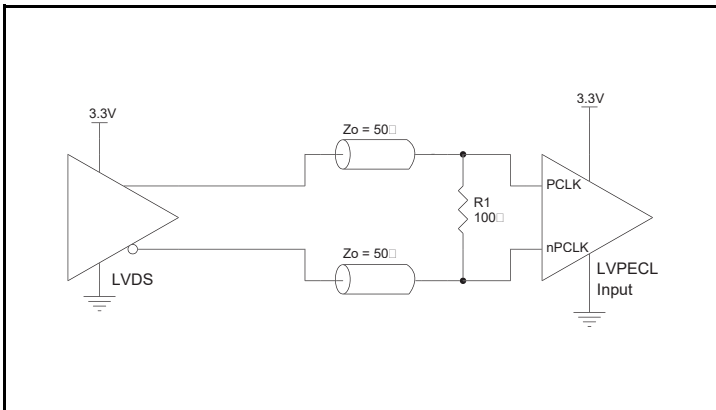 3.3V
3.3V
Zo = 50□
PCLK
R1
100□
nPCLK
Zo = 50□
LVDS
LVPECL
Input